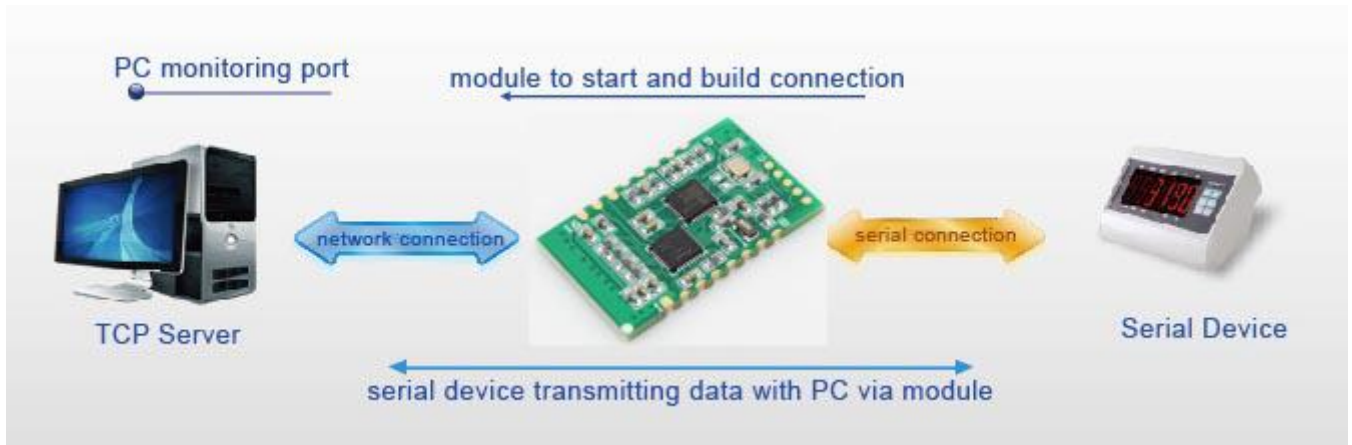 PC monitoring port
module to start and build connection
network connection
serial connection
TCP Server
Serial Device
serial device transmitting data with PC via module